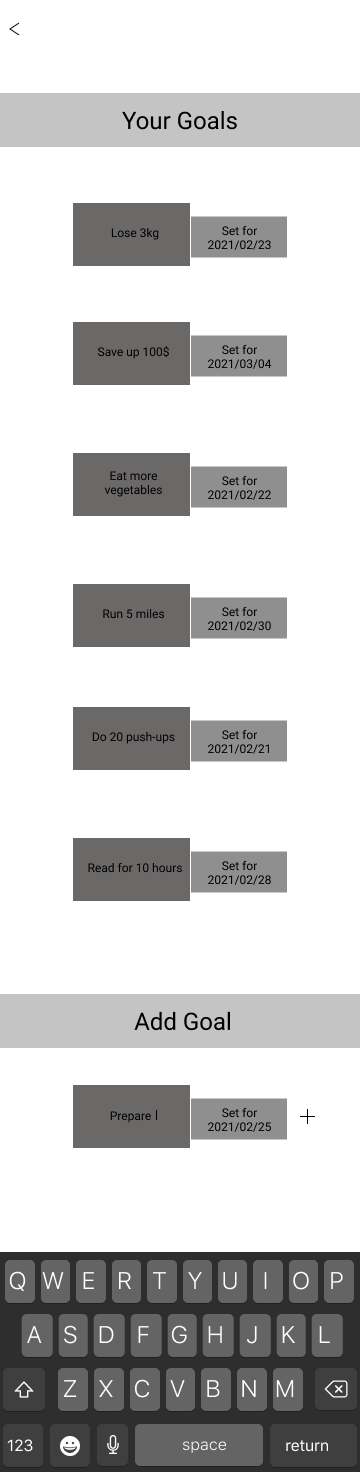 Your Goals
Lose 3kg
Set for
2021/02/23
Save up 100$
Set for
2021/03/04
Eat more
vegetables
Set for
2021/02/22
Run 5 miles
Set for
2021/02/30
Do 20 push-ups
Set for
2021/02/21
Read for 10 hours
Set for
2021/02/28
Add Goal
Prepare
Set for
2021/02/25
Q W E R T Y U I O P
A S D F G H J K L
Z X C V B N M
123 space return